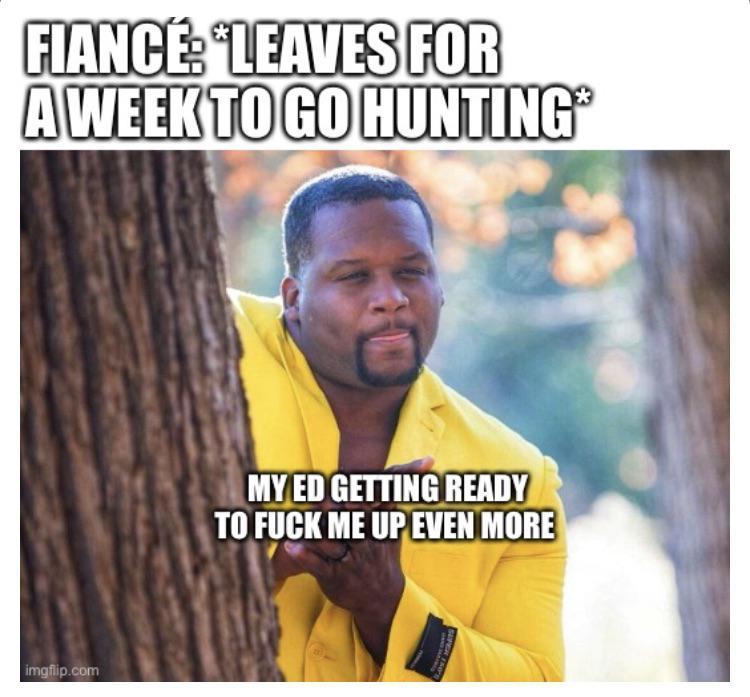 FIANCÉ: *LEAVES FOR
A WEEK TO GO HUNTING*
MY ED GETTING READY
TO FUCK ME UP EVEN MORE
imgflip.com